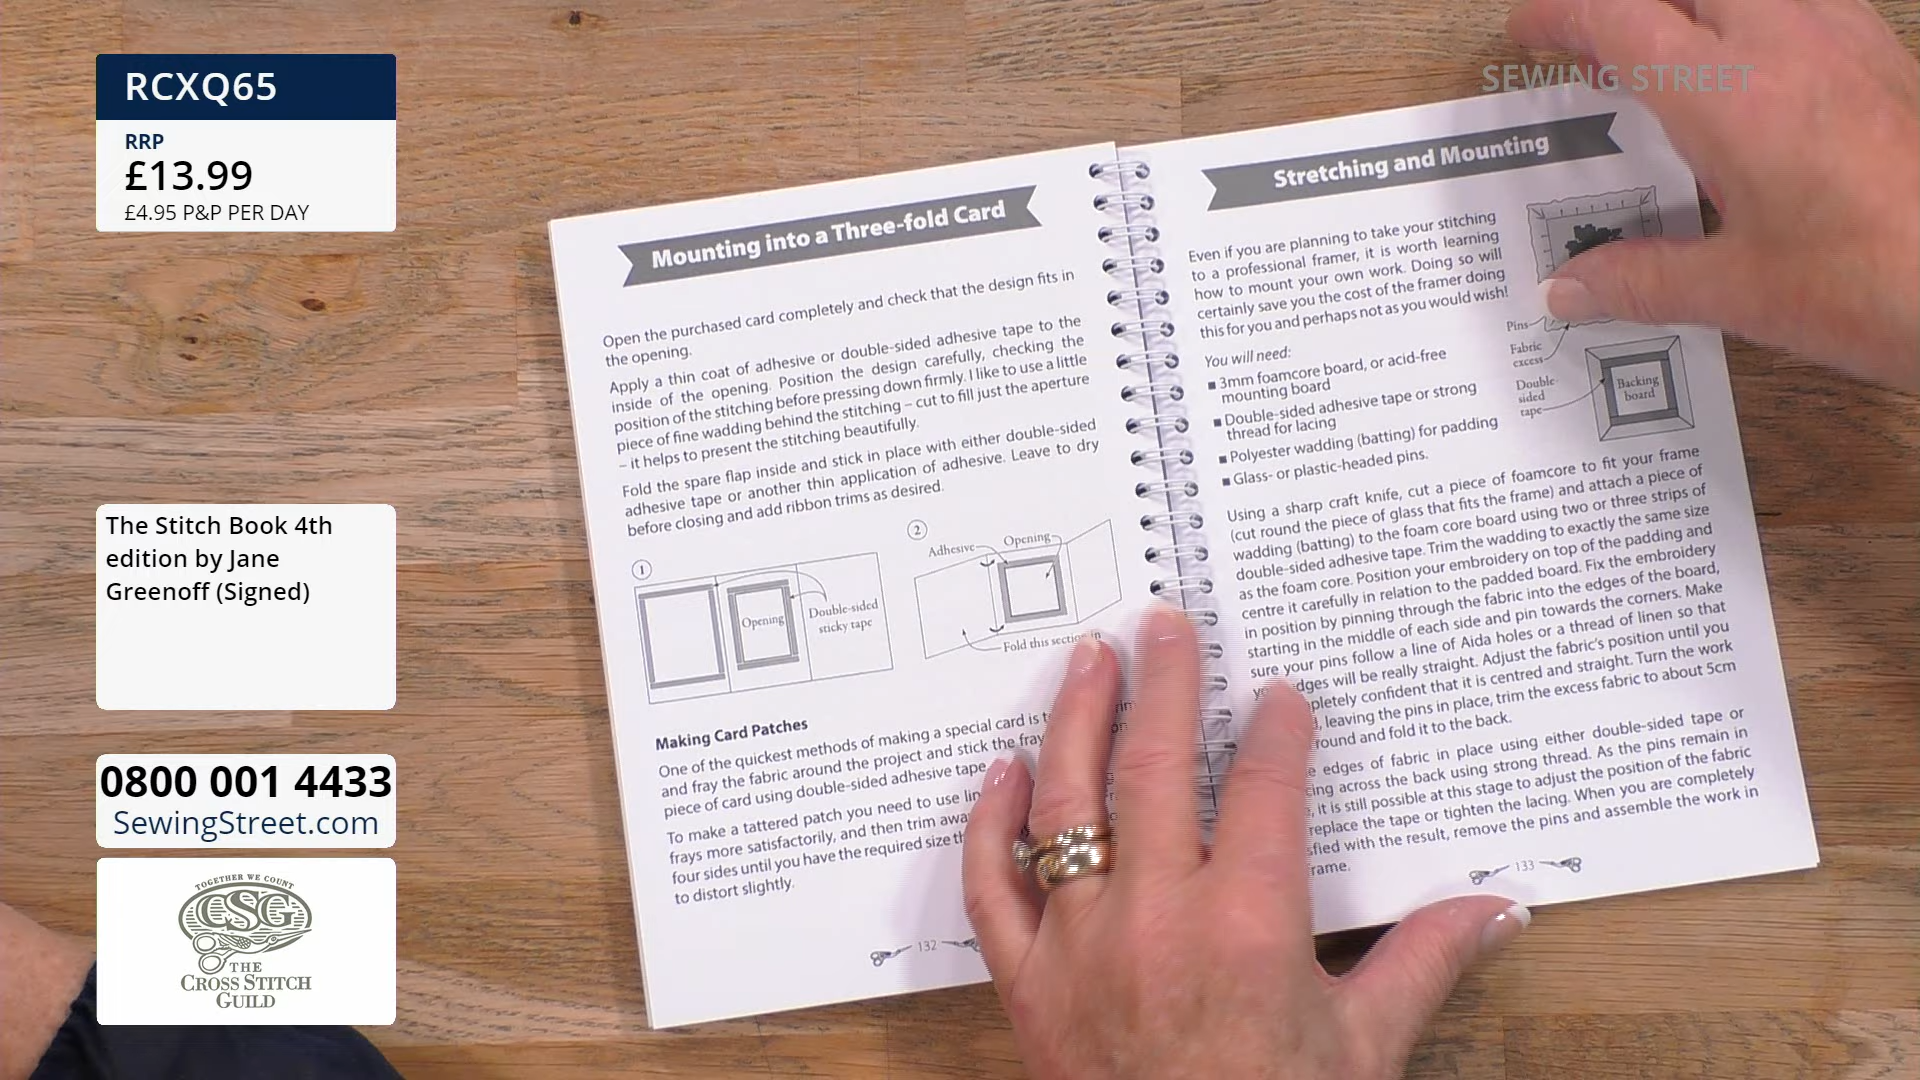 RCXQ65
RRP
£13.99
£4.95 P&P PER DAY
The Stitch Book 4th
edition by Jane
Greenoff (Signed)
0800 001 4433
SewingStreet.com
TOGETHER WE COUNT
CSG
THE
CROSS STITCH
GUILD
SEWING STREET
Mounting into a Three-fold Card
Open the purchased card completely and check that the design fits in
the opening.
Apply a thin coat of adhesive or double-sided adhesive tape to the
inside of the opening. Position the design carefully, checking the
position of the stitching before pressing down firmly. I like to use a little
piece of fine wadding behind the stitching – cut to fill just the aperture
– it helps to present the stitching beautifully.
Fold the spare flap inside and stick in place with either double-sided
adhesive tape or another thin application of adhesive. Leave to dry
before closing and add ribbon trims as desired.
1
Opening
Double-sided
sticky tape
2
Adhesive
Opening
Fold this section in
Making Card Patches
One of the quickest methods of making a special card is
and fray the fabric around the project and stick the
piece of card using double-sided adhesive tape
To make a tattered patch you need to use
frays more satisfactorily, and then trim
four sides until you have the required size
to distort slightly.
132
Stretching and Mounting
Even if you are planning to take your stitching
to a professional framer, it is worth learning
how to mount your own work. Doing so will
certainly save you the cost of the framer doing
this for you and perhaps not as you would wish!
You will need:
■ 3mm foamcore board, or acid-free
mounting board
■ Double-sided adhesive tape or strong
thread for lacing
■ Polyester wadding (batting) for padding
■ Glass- or plastic-headed pins.
Pins
Fabric
excess
Double-
sided
tape
Backing
board
Using a sharp craft knife, cut a piece of foamcore to fit your frame
(cut round the piece of glass that fits the frame) and attach a piece of
wadding (batting) to the foam core board using two or three strips of
double-sided adhesive tape. Trim the wadding to exactly the same size
as the foam core. Position your embroidery on top of the padding and
centre it carefully in relation to the padded board. Fix the embroidery
in position by pinning through the fabric into the edges of the board,
starting in the middle of each side and pin towards the corners. Make
sure your pins follow a line of Aida holes or a thread of linen so that
edges will be really straight. Adjust the fabric's position until you
confident that it is centred and straight. Turn the work
leaving the pins in place, trim the excess fabric to about 5cm
round and fold it to the back.
edges of fabric in place using either double-sided tape or
across the back using strong thread. As the pins remain in
it is still possible at this stage to adjust the position of the fabric
replace the tape or tighten the lacing. When you are completely
with the result, remove the pins and assemble the work in
133